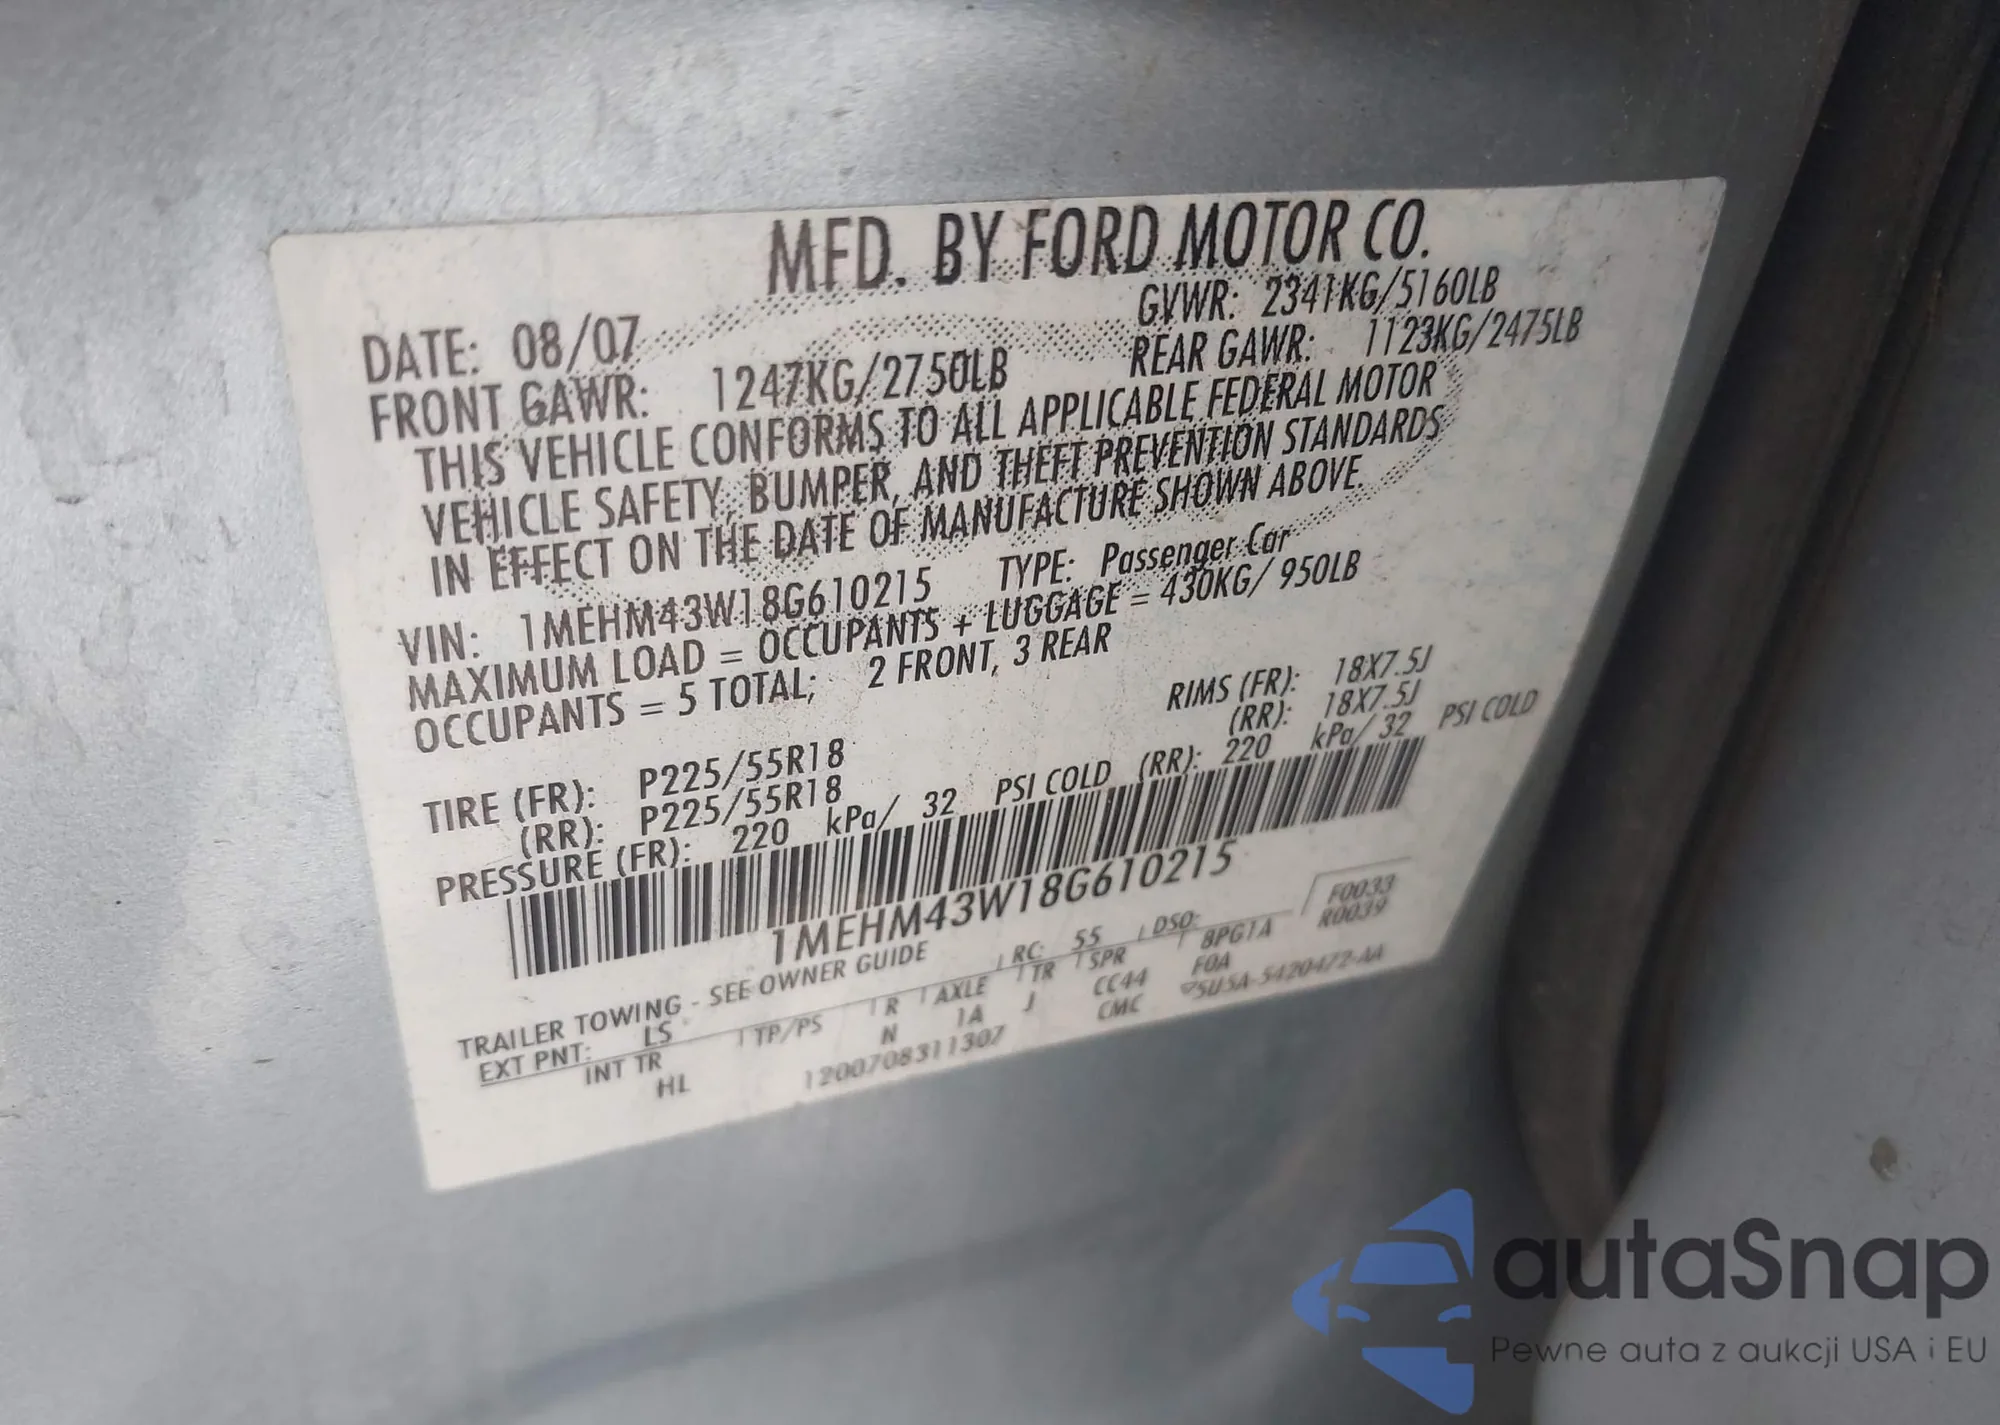 MFD. BY FORD MOTOR CO.
DATE: 08/07 GVWR: 2341KG/5160LB
FRONT GAWR: 1247KG/2750LB REAR GAWR: 1123KG/2475LB
THIS VEHICLE CONFORMS TO ALL APPLICABLE FEDERAL MOTOR
VEHICLE SAFETY, BUMPER, AND THEFT PREVENTION STANDARDS
IN EFFECT ON THE DATE OF MANUFACTURE SHOWN ABOVE.
VIN: 1MEHM43W18G610215 TYPE: Passenger Car
MAXIMUM LOAD = OCCUPANTS + LUGGAGE = 430KG/ 950LB
OCCUPANTS = 5 TOTAL; 2 FRONT, 3 REAR
TIRE (FR): P225/55R18 RIMS (FR): 18X7.5J
(RR): P225/55R18 (RR): 18X7.5J
PRESSURE (FR): 220 kPa/ 32 PSI COLD (RR): 220 kPa/ 32 PSI COLD
1MEHM43W18G610215
TRAILER TOWING - SEE OWNER GUIDE F0033
EXT PNT: LS RC: 55 DSO: R0039
INT TR TP/PS R AXLE TR SPR 8PG1A
HL N 1A J CC44 F0A
1200708311307 CMC 5U5A-5420472-AA
autaSnap
Pewne auta z aukcji USA i EU